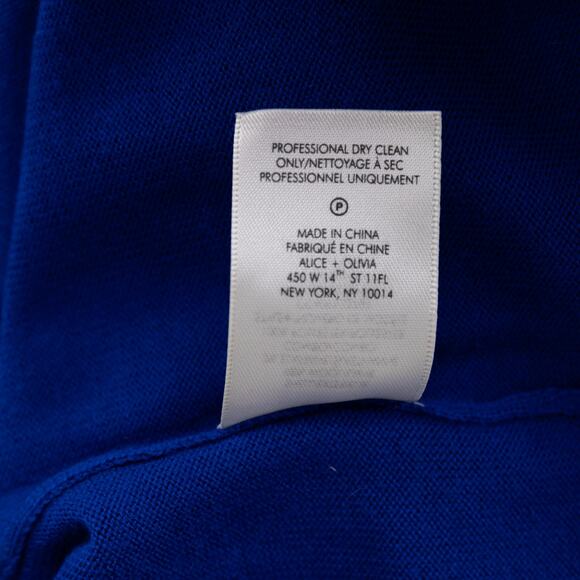 PROFESSIONAL DRY CLEAN
ONLY/NETTOYAGE À SEC
PROFESSIONNEL UNIQUEMENT
P
MADE IN CHINA
FABRIQUÉ EN CHINE
ALICE + OLIVIA
450 W 14TH ST 11FL
NEW YORK, NY 10014